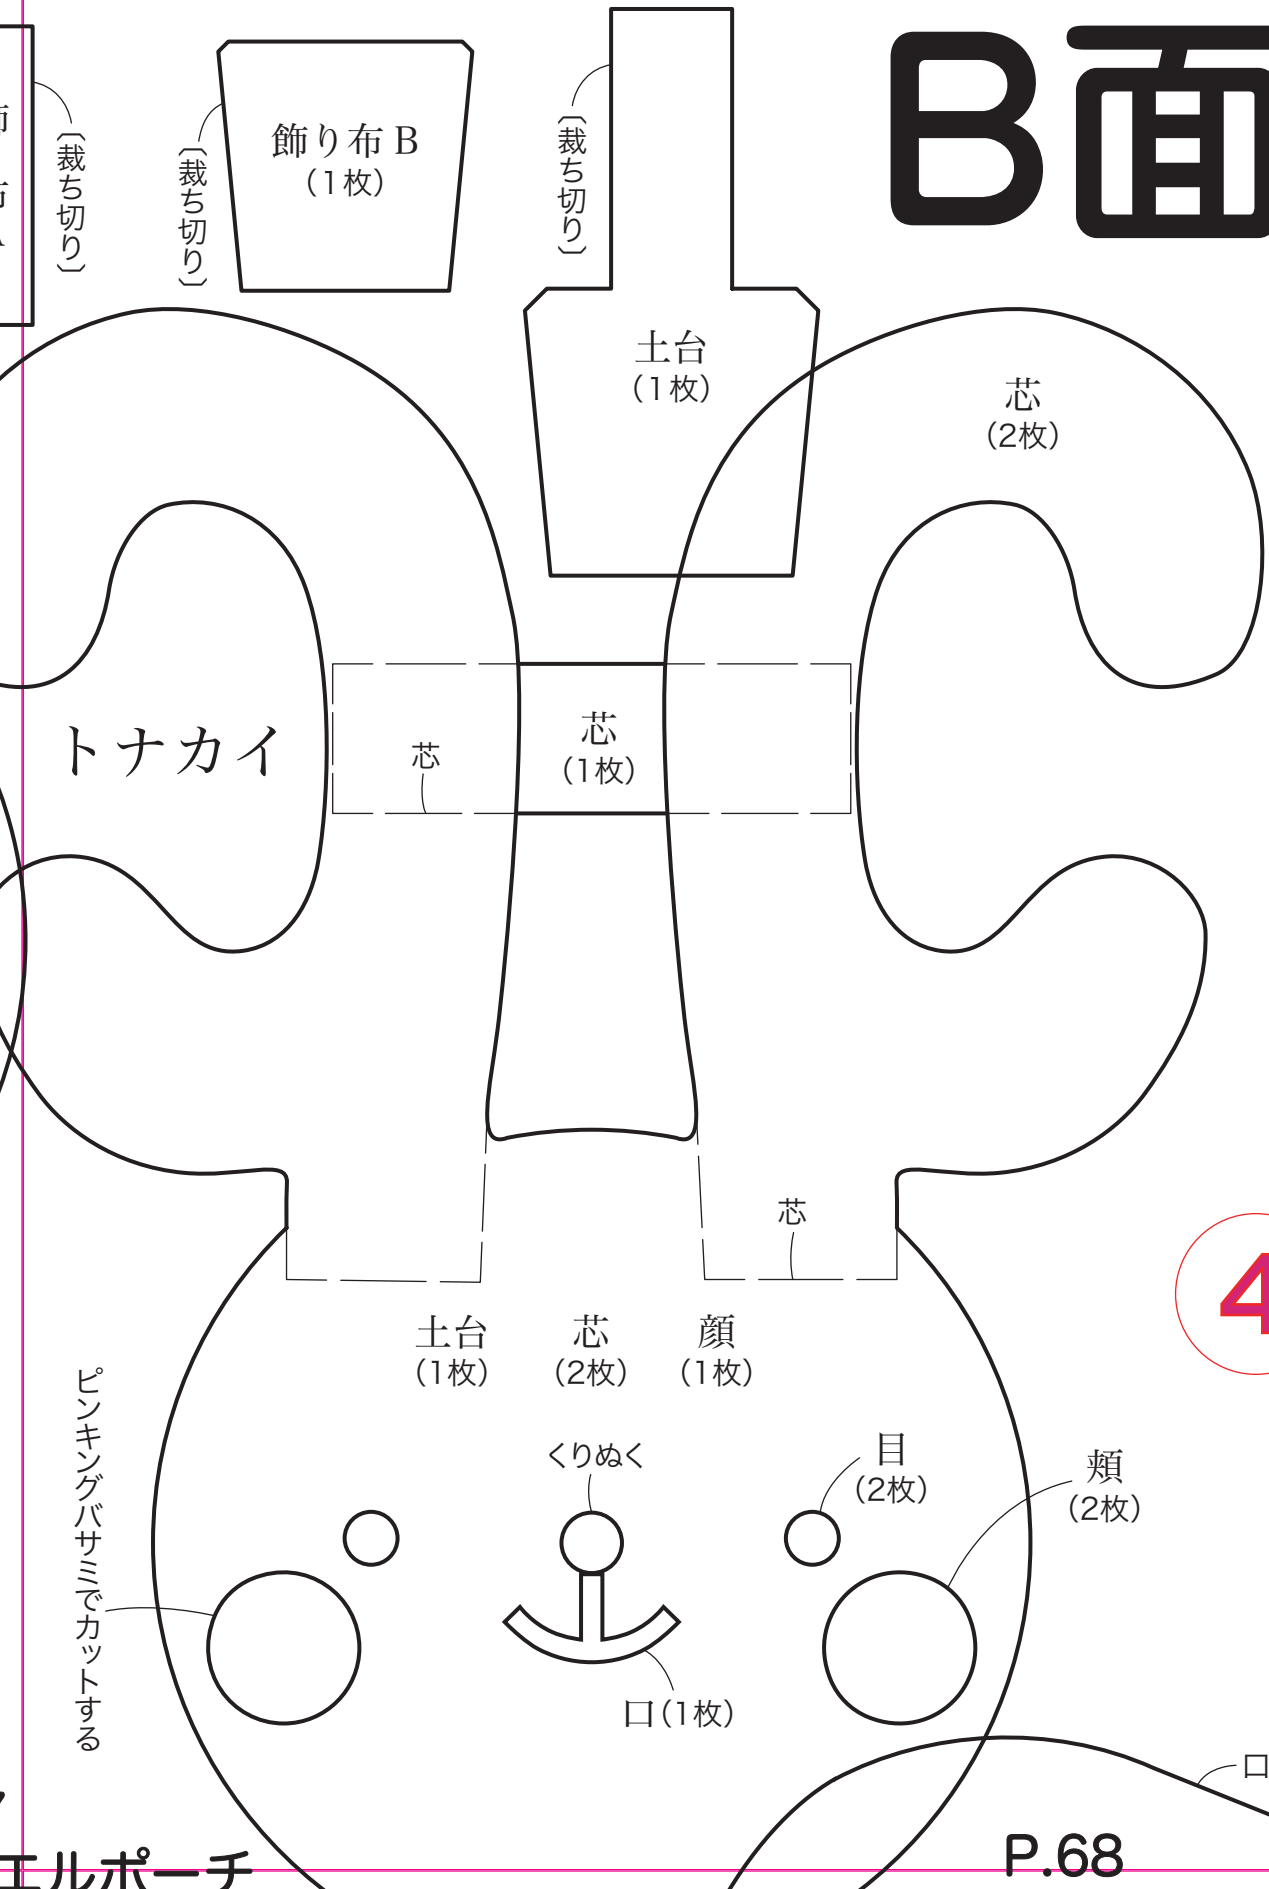 B面
〔裁ち切り〕
飾り布B
(1枚)
〔裁ち切り〕
〔裁ち切り〕
土台
(1枚)
芯
(2枚)
トナカイ
芯
芯
(1枚)
芯
土台
(1枚)
芯
(2枚)
顔
(1枚)
くりぬく
目
(2枚)
頬
(2枚)
ピンキングバサミでカットする
口(1枚)
口
4
エルポーチ
P.68